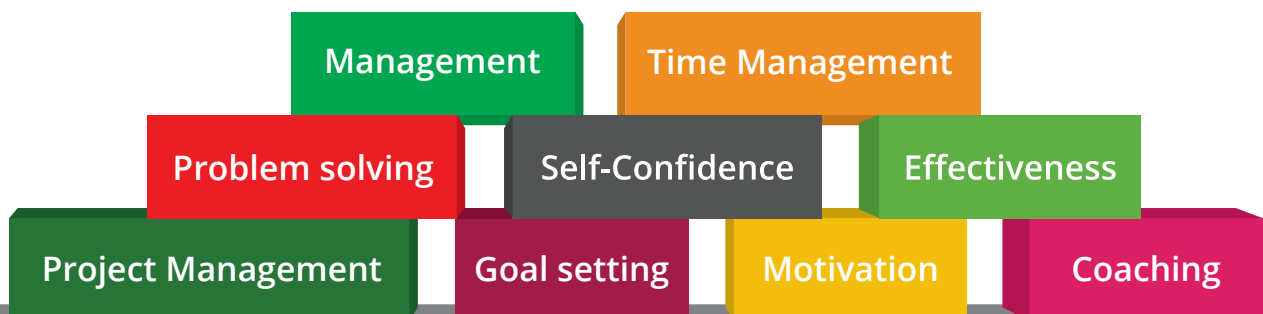 Management
Time Management
Problem solving
Self-Confidence
Effectiveness
Project Management
Goal setting
Motivation
Coaching